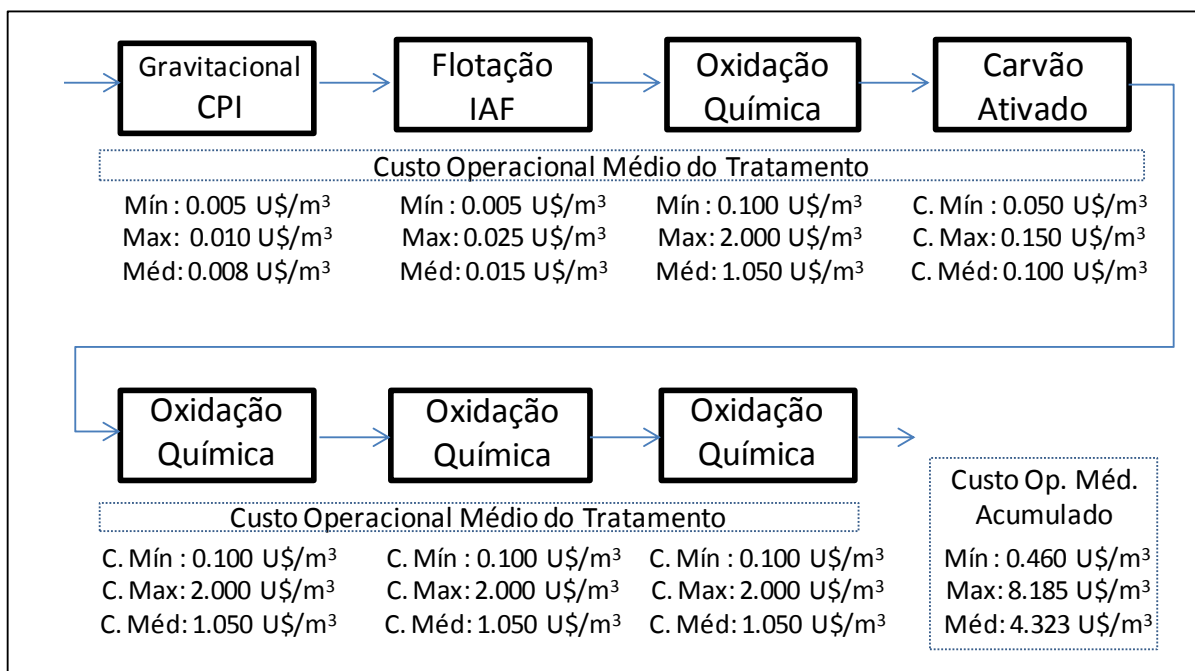 Gravitacional
CPI
Flotação
IAF
Oxidação
Química
Carvão
Ativado
Custo Operacional Médio do Tratamento
Mín : 0.005 U$/m³
Max: 0.010 U$/m³
Méd: 0.008 U$/m³
Mín : 0.005 U$/m³
Max: 0.025 U$/m³
Méd: 0.015 U$/m³
Mín : 0.100 U$/m³
Max: 2.000 U$/m³
Méd: 1.050 U$/m³
C. Mín : 0.050 U$/m³
C. Max: 0.150 U$/m³
C. Méd: 0.100 U$/m³
Oxidação
Química
Oxidação
Química
Oxidação
Química
Custo Operacional Médio do Tratamento
C. Mín : 0.100 U$/m³
C. Max: 2.000 U$/m³
C. Méd: 1.050 U$/m³
C. Mín : 0.100 U$/m³
C. Max: 2.000 U$/m³
C. Méd: 1.050 U$/m³
C. Mín : 0.100 U$/m³
C. Max: 2.000 U$/m³
C. Méd: 1.050 U$/m³
Custo Op. Méd.
Acumulado
Mín : 0.460 U$/m³
Max: 8.185 U$/m³
Méd: 4.323 U$/m³